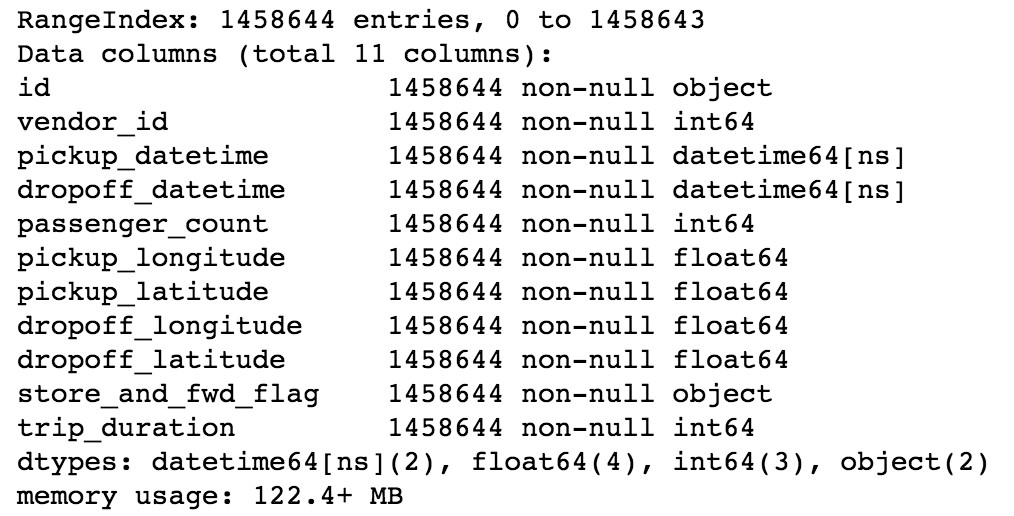 RangeIndex: 1458644 entries, 0 to 1458643
Data columns (total 11 columns):
id                    1458644 non-null object
vendor_id             1458644 non-null int64
pickup_datetime       1458644 non-null datetime64[ns]
dropoff_datetime      1458644 non-null datetime64[ns]
passenger_count       1458644 non-null int64
pickup_longitude      1458644 non-null float64
pickup_latitude       1458644 non-null float64
dropoff_longitude     1458644 non-null float64
dropoff_latitude      1458644 non-null float64
store_and_fwd_flag    1458644 non-null object
trip_duration         1458644 non-null int64
dtypes: datetime64[ns](2), float64(4), int64(3), object(2)
memory usage: 122.4+ MB